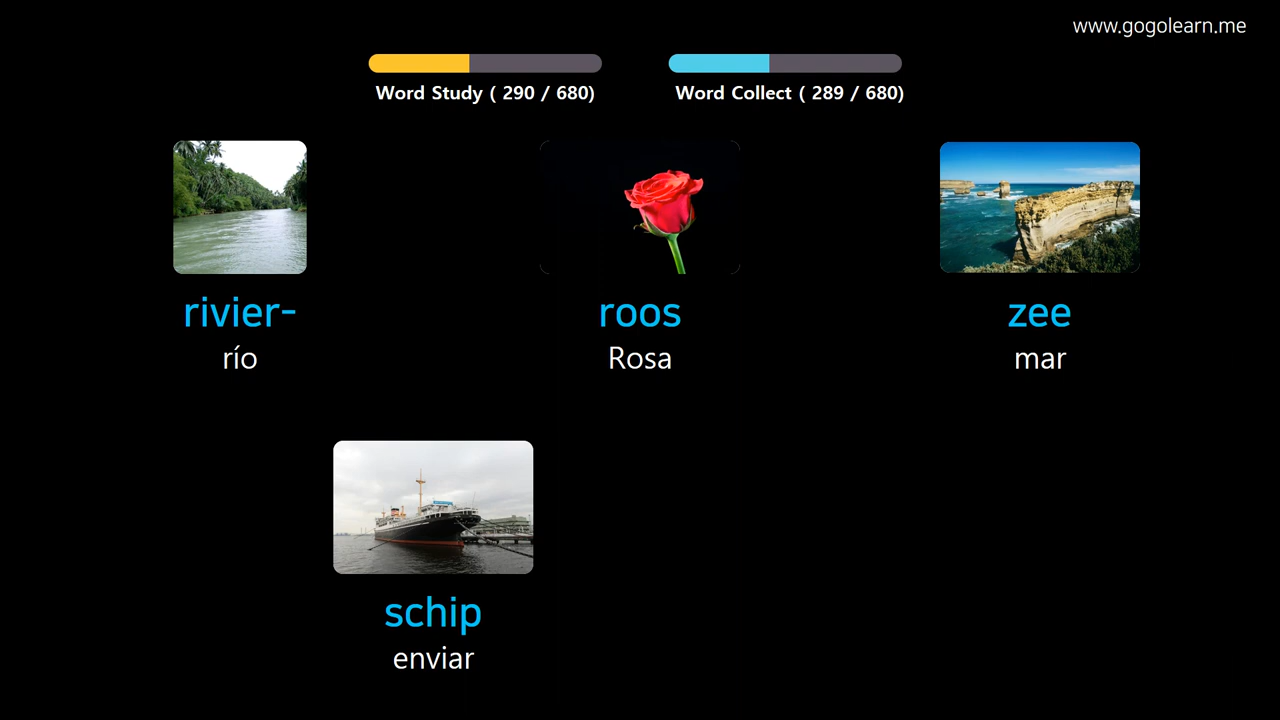 www.gogolearn.me
Word Study ( 290 / 680)
Word Collect ( 289 / 680)
rivier-
río
roos
Rosa
zee
mar
schip
enviar